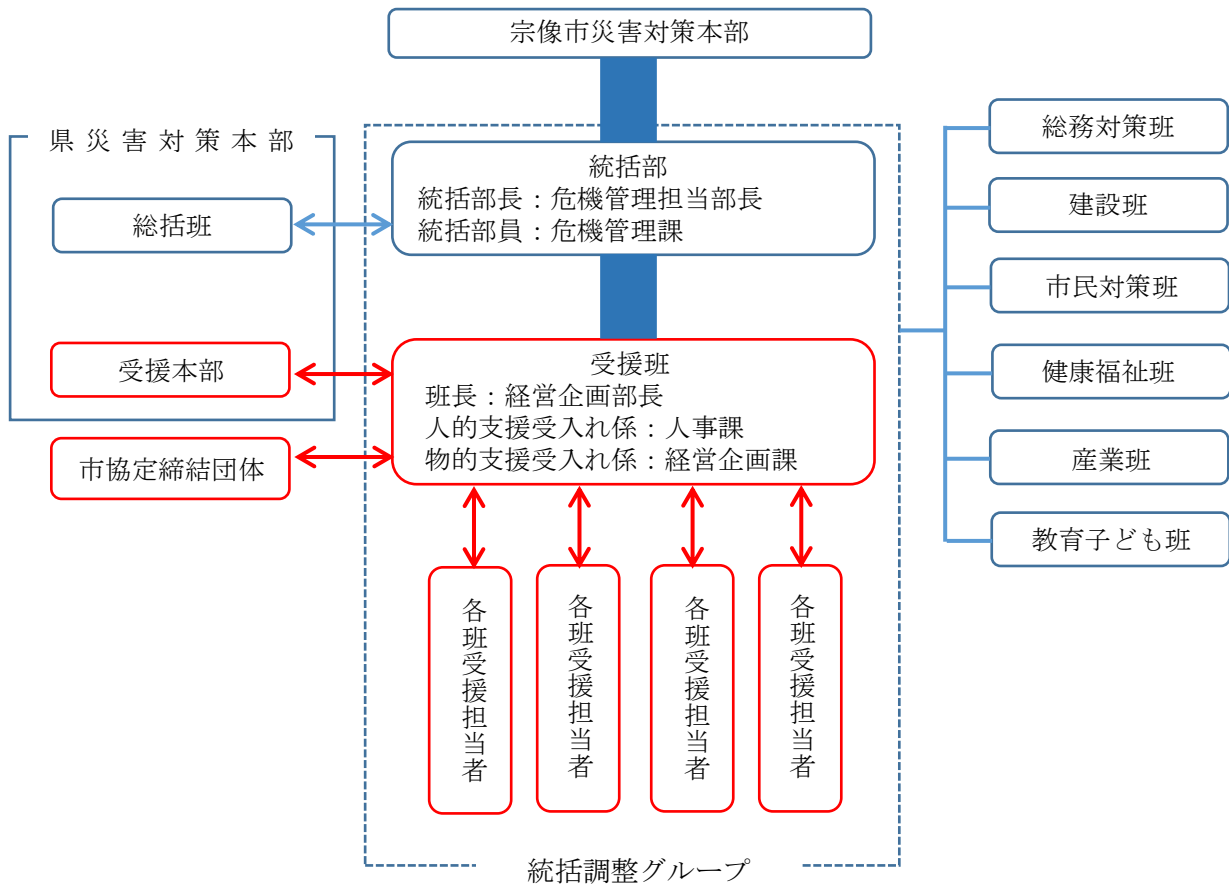 宗像市災害対策本部
県災害対策本部
総括班
受援本部
市協定締結団体
統括部
統括部長：危機管理担当部長
統括部員：危機管理課
受援班
班長：経営企画部長
人的支援受入れ係：人事課
物的支援受入れ係：経営企画課
各班受援担当者
各班受援担当者
各班受援担当者
各班受援担当者
統括調整グループ
総務対策班
建設班
市民対策班
健康福祉班
産業班
教育子ども班